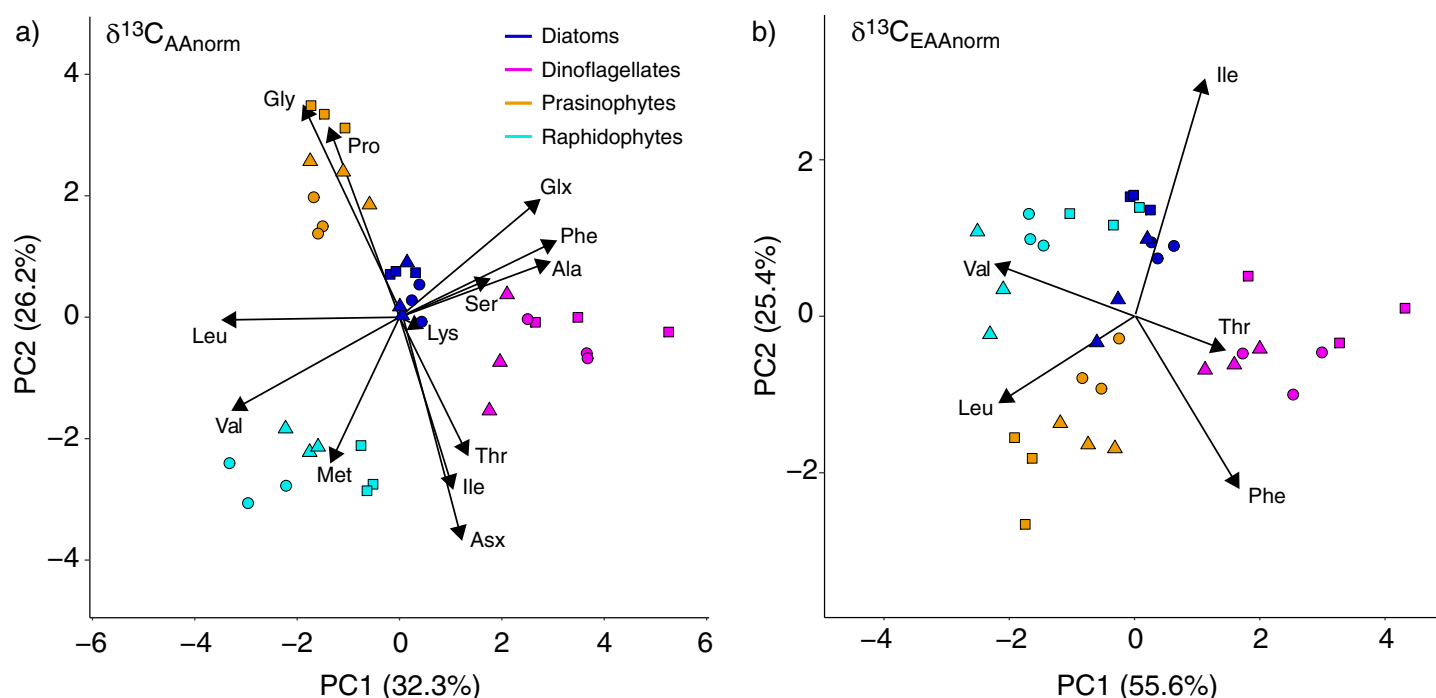 a)
δ13CAAnorm
Diatoms
Dinoflagellates
Prasinophytes
Raphidophytes
4
2
0
−2
−4
PC2 (26.2%)
Gly
Pro
Glx
Phe
Ala
Ser
Lys
Leu
Val
Met
Thr
Ile
Asx
−6
−4
−2
0
2
4
6
PC1 (32.3%)
b)
δ13CEAAnorm
2
0
−2
PC2 (25.4%)
Ile
Val
Thr
Leu
Phe
−4
−2
0
2
4
PC1 (55.6%)